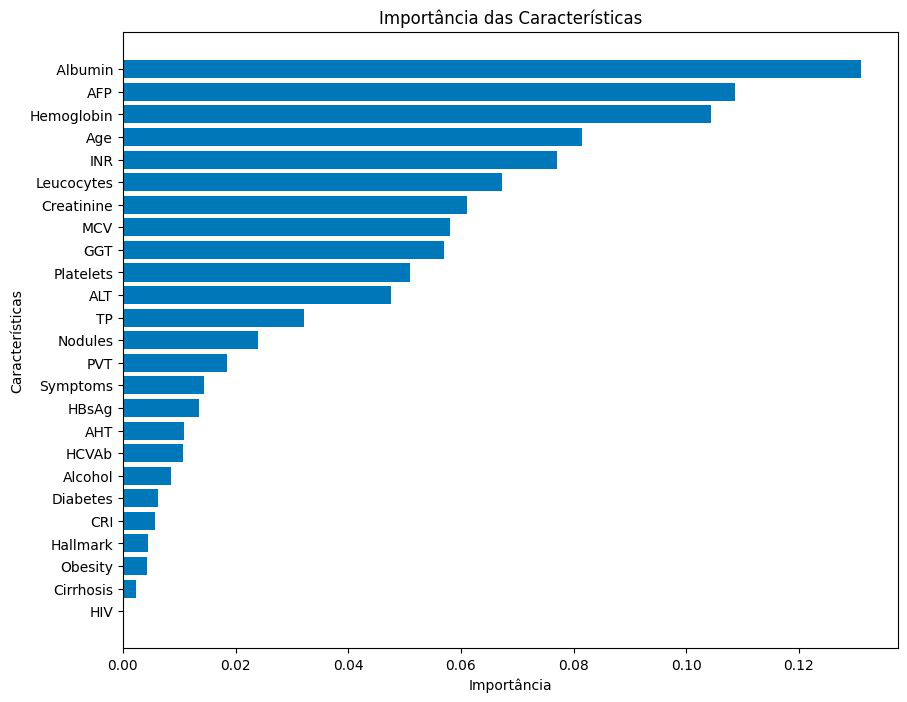 Importância das Características
Albumin
AFP
Hemoglobin
Age
INR
Leucocytes
Creatinine
MCV
GGT
Platelets
ALT
TP
Nodules
PVT
Symptoms
HBsAg
AHT
HCVAb
Alcohol
Diabetes
CRI
Hallmark
Obesity
Cirrhosis
HIV
Características
0.00 0.02 0.04 0.06 0.08 0.10 0.12
Importância